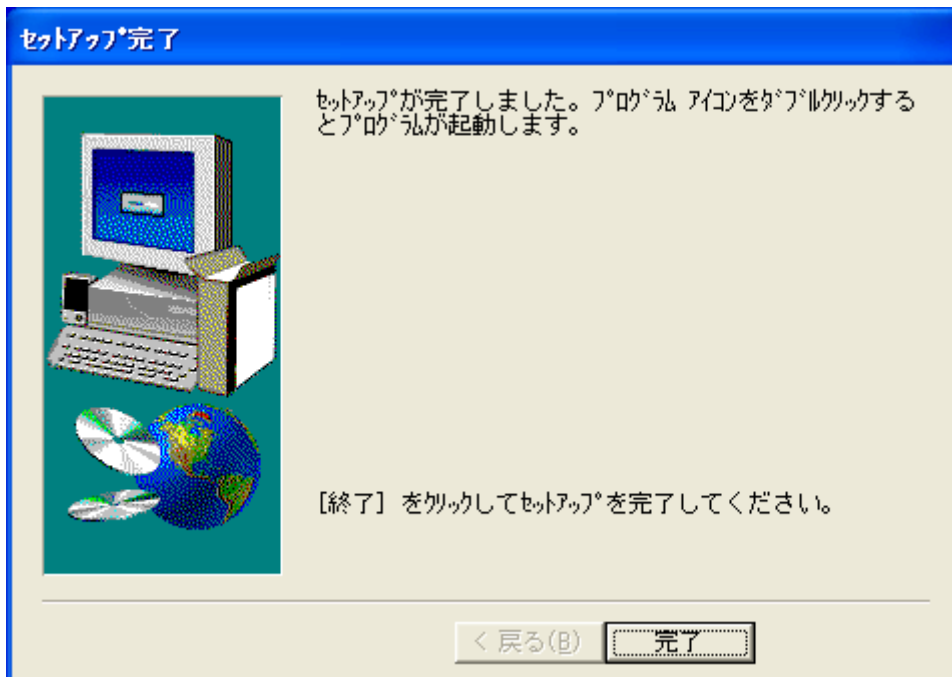 ｾｯﾄｱｯﾌﾟ完了
ｾｯﾄｱｯﾌﾟが完了しました。ﾌﾟﾛｸﾞﾗﾑ ｱｲｺﾝをﾀﾞﾌﾞﾙｸﾘｯｸする
とﾌﾟﾛｸﾞﾗﾑが起動します。
[終了] をｸﾘｯｸしてｾｯﾄｱｯﾌﾟを完了してください。
< 戻る(B)
完了